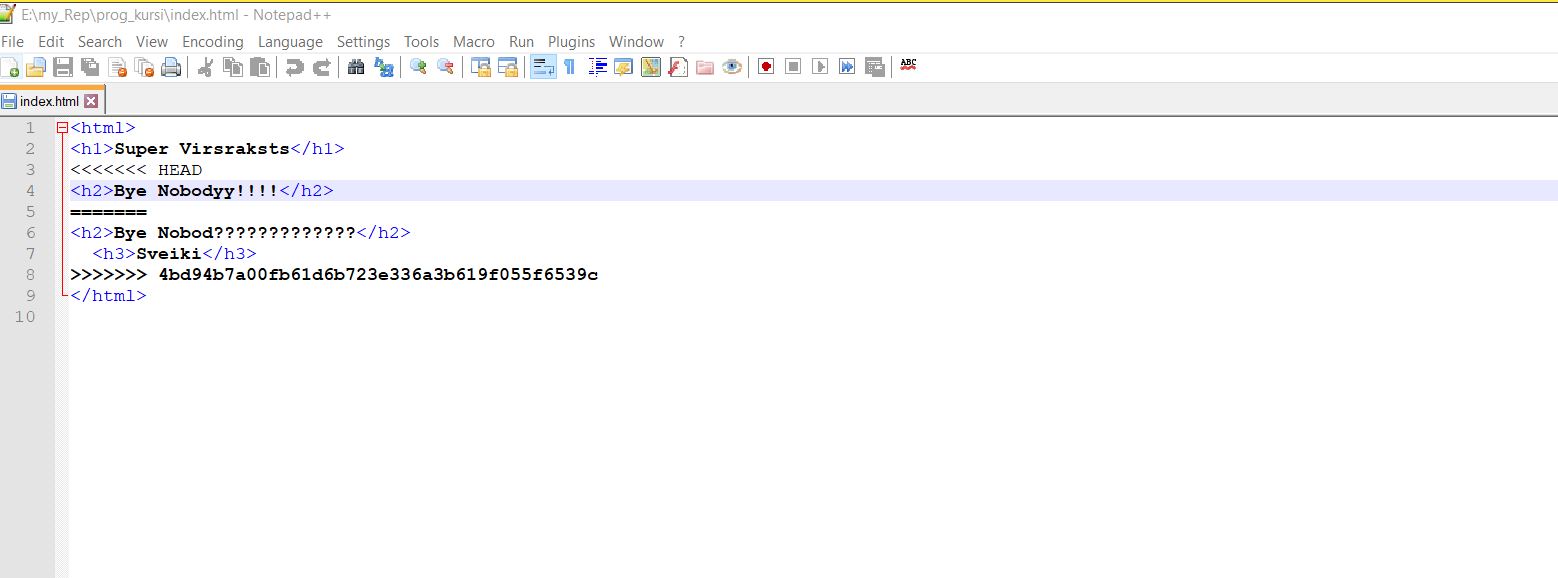 E:\my_Rep\prog_kursi\index.html - Notepad++
File Edit Search View Encoding Language Settings Tools Macro Run Plugins Window ?
ABC
index.html
1 <html>
2 <h1>Super Virsraksts</h1>
3 <<<<<<< HEAD
4 <h2>Bye Nobodyy!!!!</h2>
5 =======
6 <h2>Bye Nobod?????????????</h2>
7 <h3>Sveiki</h3>
8 >>>>>>> 4bd94b7a00fb61d6b723e336a3b619f055f6539c
9 </html>
10